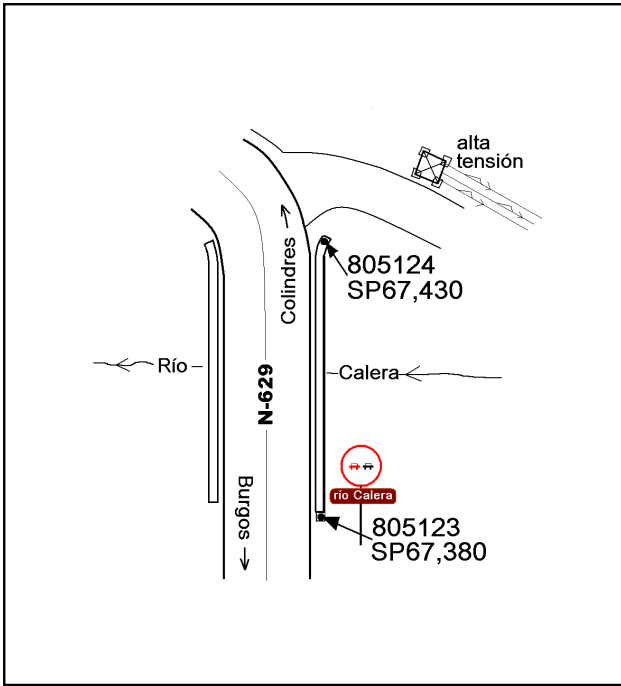 alta
tensión
805124
SP67,430
Colindres
Río
Calera
N-629
río Calera
Burgos
805123
SP67,380